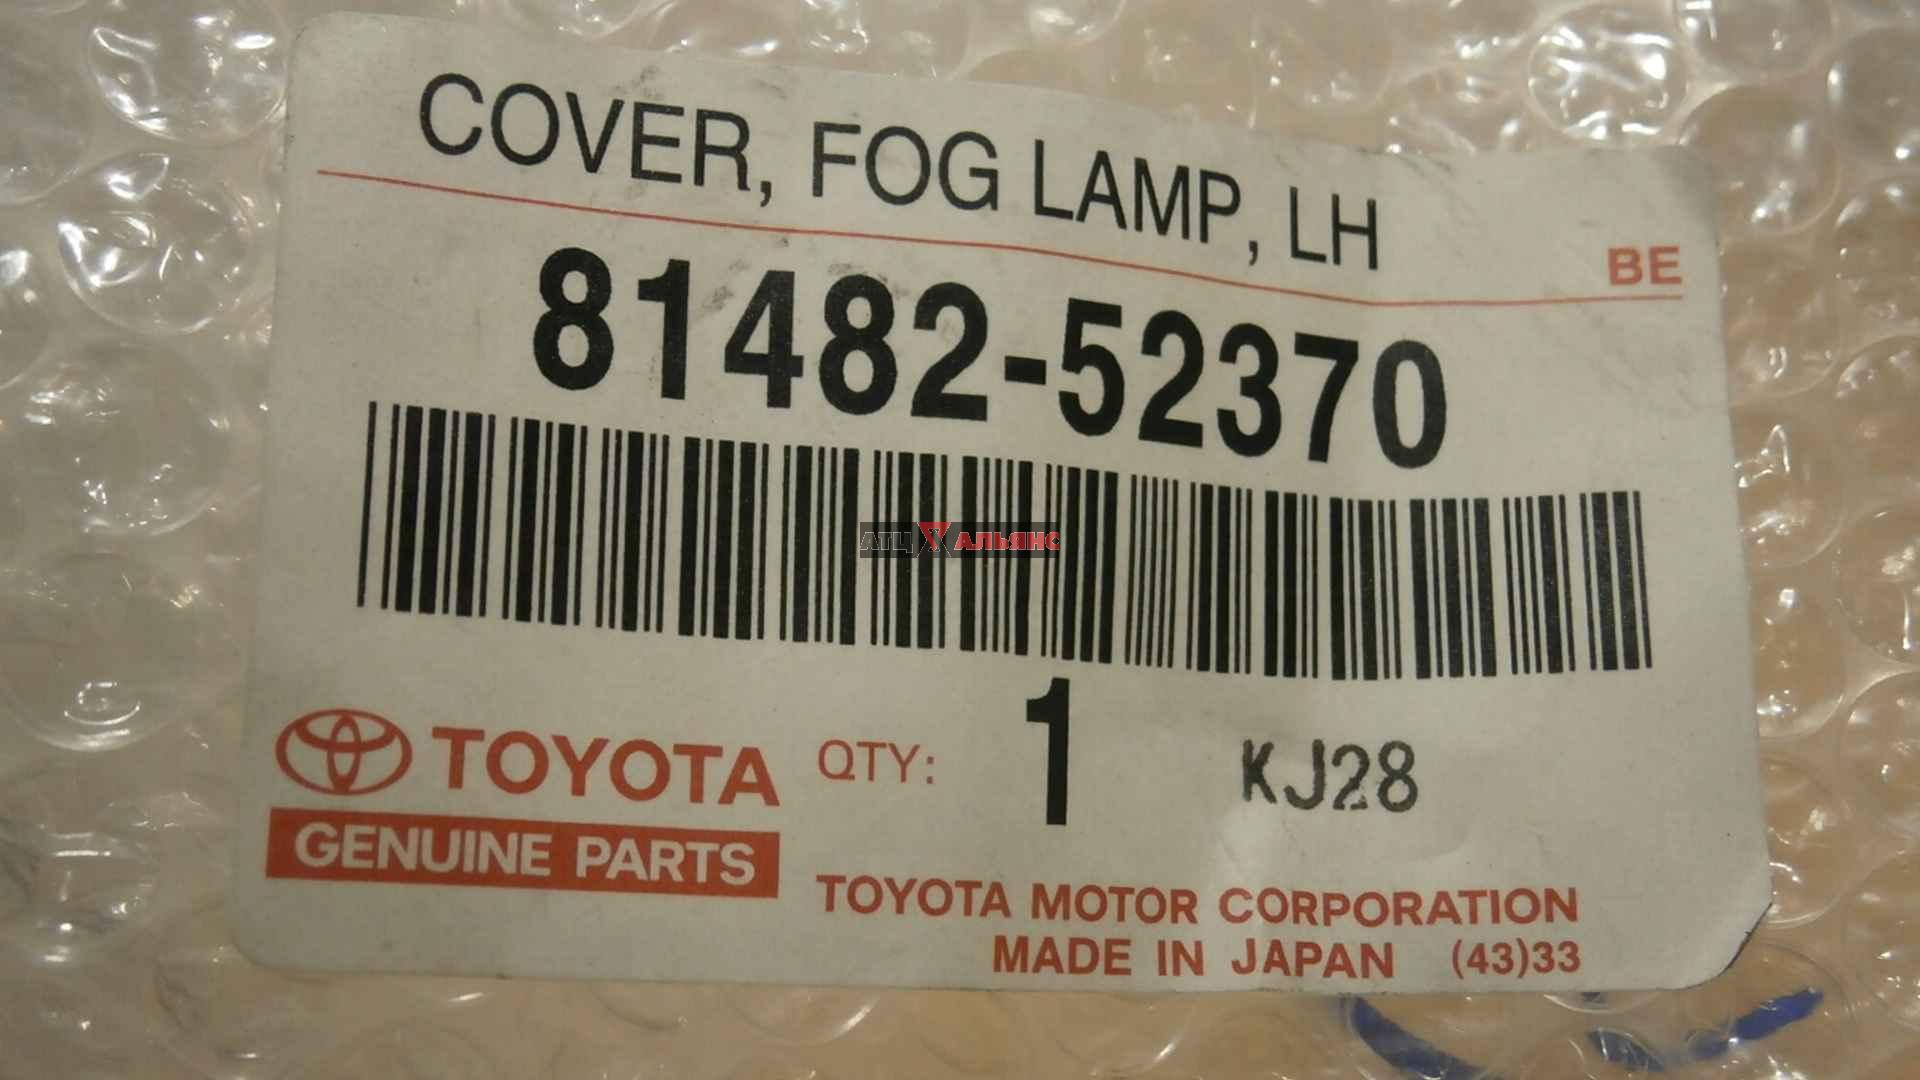 COVER, FOG LAMP, LH
BE
81482-52370
АТЦ АЛЬЯНС
TOYOTA QTY: 1 KJ28
GENUINE PARTS
TOYOTA MOTOR CORPORATION
MADE IN JAPAN (43)33